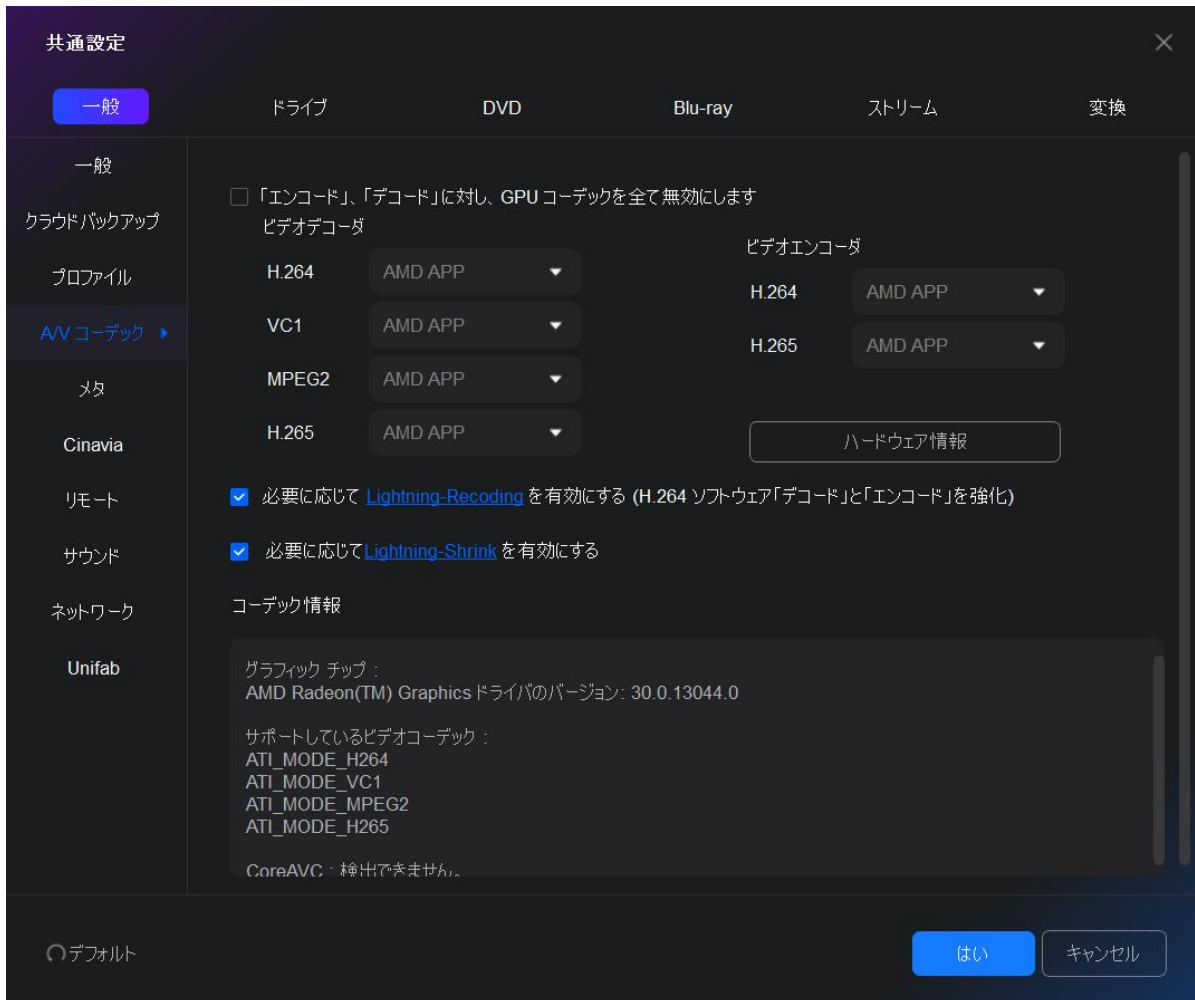 共通設定
一般 ドライブ DVD Blu-ray ストリーム 変換
一般
クラウドバックアップ
プロファイル
A/V コーデック
メタ
Cinavia
リモート
サウンド
ネットワーク
Unifab
「エンコード」、「デコード」に対し、GPU コーデックを全て無効にします
ビデオデコーダ
H.264 AMD APP
VC1 AMD APP
MPEG2 AMD APP
H.265 AMD APP
ビデオエンコーダ
H.264 AMD APP
H.265 AMD APP
ハードウェア情報
必要に応じて Lightning-Recoding を有効にする (H.264 ソフトウェア「デコード」と「エンコード」を強化)
必要に応じてLightning-Shrink を有効にする
コーデック情報
グラフィック チップ :
AMD Radeon(TM) Graphics ドライバのバージョン: 30.0.13044.0
サポートしているビデオコーデック :
ATI_MODE_H264
ATI_MODE_VC1
ATI_MODE_MPEG2
ATI_MODE_H265
CoreAVC : 検出できません。
デフォルト
はい
キャンセル